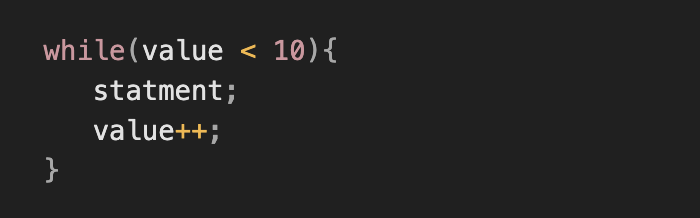 while(value < 10){
statment;
value++;
}